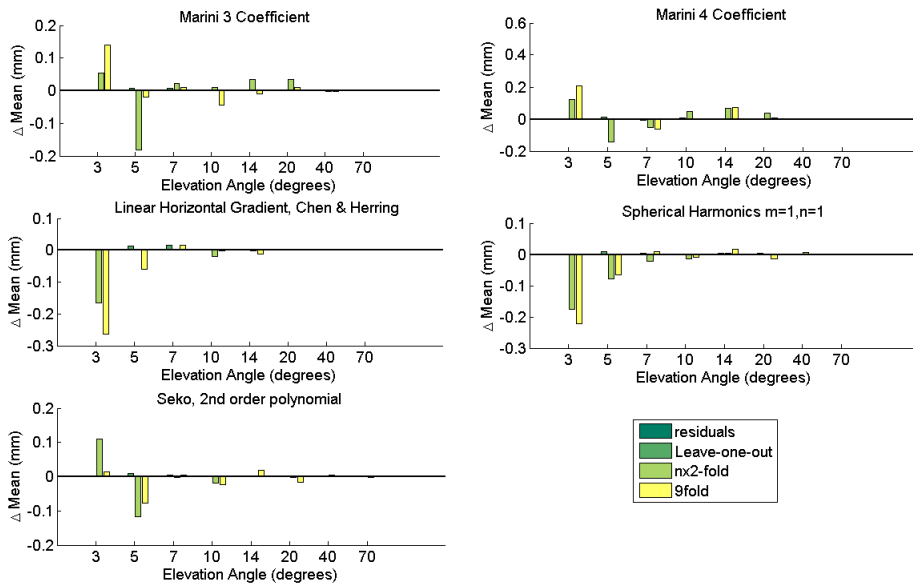 Marini 3 Coefficient
0.2
0.1
0
-0.1
-0.2
Δ Mean (mm)
3 5 7 10 14 20 40 70
Elevation Angle (degrees)
Marini 4 Coefficient
0.6
0.4
0.2
0
-0.2
Δ Mean (mm)
3 5 7 10 14 20 40 70
Elevation Angle (degrees)
Linear Horizontal Gradient, Chen & Herring
0.1
0
-0.1
-0.2
-0.3
Δ Mean (mm)
3 5 7 10 14 20 40 70
Elevation Angle (degrees)
Spherical Harmonics m=1,n=1
0.1
0
-0.1
-0.2
-0.3
Δ Mean (mm)
3 5 7 10 14 20 40 70
Elevation Angle (degrees)
Seko, 2nd order polynomial
0.2
0.1
0
-0.1
-0.2
Δ Mean (mm)
3 5 7 10 14 20 40 70
Elevation Angle (degrees)
residuals
Leave-one-out
nx2-fold
9fold